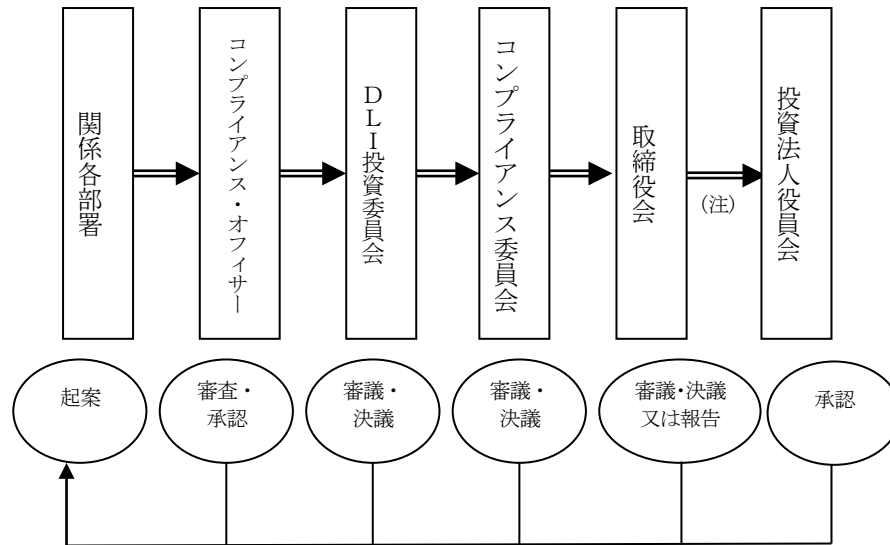 関係各部署
コンプライアンス・オフィサー
DLI投資委員会
コンプライアンス委員会
取締役会
(注)
投資法人役員会
起案
審査・
承認
審議・
決議
審議・
決議
審議・決議
又は報告
承認